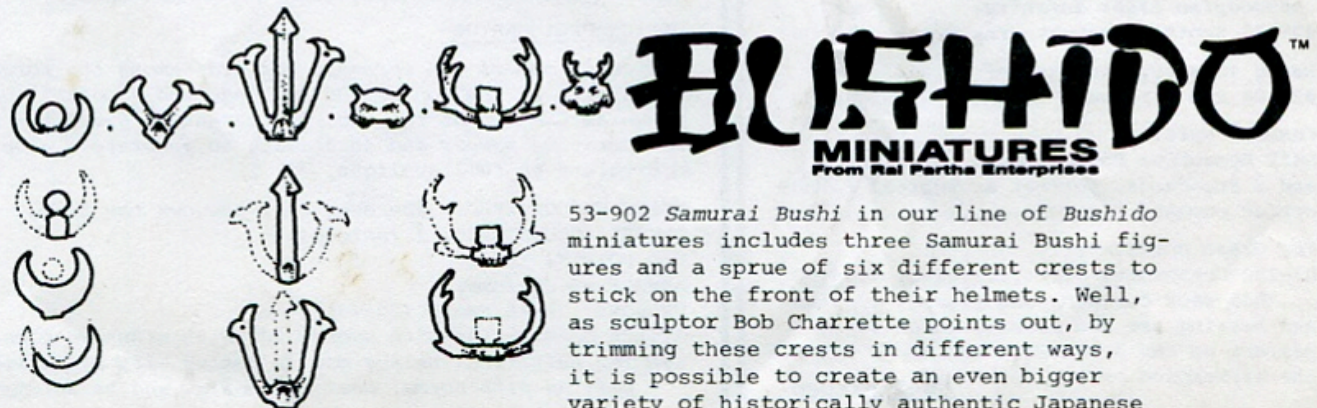 BUSHIDO™
MINIATURES
From Ral Partha Enterprises
53-902 Samurai Bushi in our line of Bushido
miniatures includes three Samurai Bushi fig-
ures and a sprue of six different crests to
stick on the front of their helmets. Well,
as sculptor Bob Charrette points out, by
trimming these crests in different ways,
it is possible to create an even bigger
variety of historically authentic Japanese